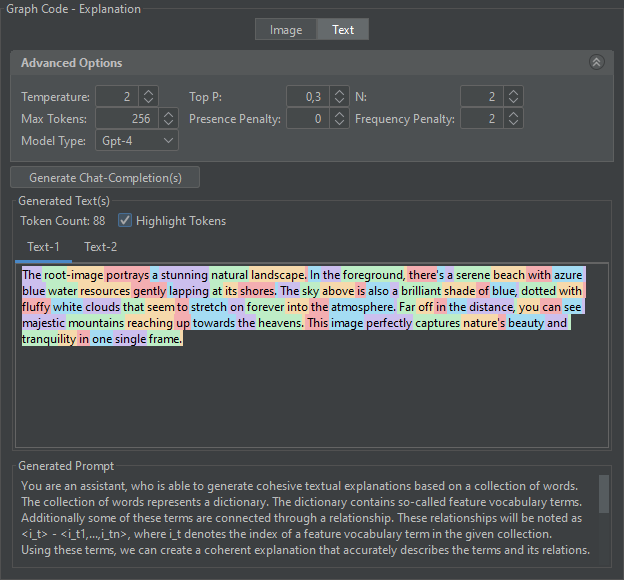 Graph Code - Explanation
Image Text
Advanced Options
Temperature: 2 Top P: 0,3 N: 2
Max Tokens: 256 Presence Penalty: 0 Frequency Penalty: 2
Model Type: Gpt-4
Generate Chat-Completion(s)
Generated Text(s)
Token Count: 88 Highlight Tokens
Text-1 Text-2
The root-image portrays a stunning natural landscape. In the foreground, there's a serene beach with azure
blue water resources gently lapping at its shores. The sky above is also a brilliant shade of blue, dotted with
fluffy white clouds that seem to stretch on forever into the atmosphere. Far off in the distance, you can see
majestic mountains reaching up towards the heavens. This image perfectly captures nature's beauty and
tranquility in one single frame.
Generated Prompt
You are an assistant, who is able to generate cohesive textual explanations based on a collection of words.
The collection of words represents a dictionary. The dictionary contains so-called feature vocabulary terms.
Additionally some of these terms are connected through a relationship. These relationships will be noted as
<i_t> - <i_t1,...,i_tn>, where i_t denotes the index of a feature vocabulary term in the given collection.
Using these terms, we can create a coherent explanation that accurately describes the terms and its relations.